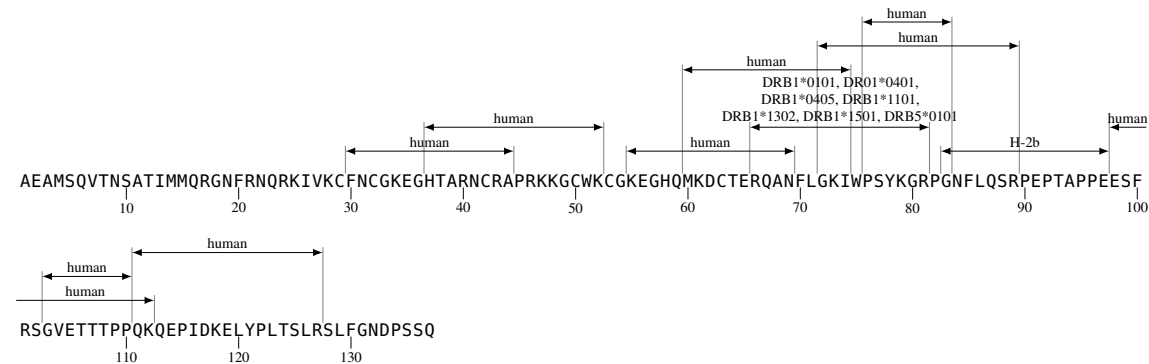 human
human
human
DRB1*0101, DR01*0401,
DRB1*0405, DRB1*1101,
DRB1*1302, DRB1*1501, DRB5*0101
human
human
human
human
H-2b
AEAMSQVTNSATIMMQRGNFRNQRKIVKCFNCGKEGHTARNCRAPRKKGCWKCGKEGHQMKDCTERQANFLGKIWPSYKGRPGNFLQSRPEPTAPPEESF
10 20 30 40 50 60 70 80 90 100
human
human
human
RSGVETTTPPQKQEPIDKELYPLTSLRSLFGNDPSSQ
110 120 130